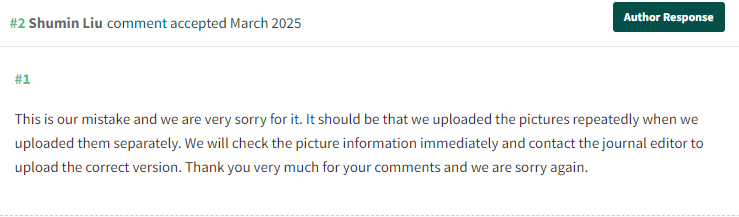 #2 Shumin Liu comment accepted March 2025
Author Response
#1
This is our mistake and we are very sorry for it. It should be that we uploaded the pictures repeatedly when we
uploaded them separately. We will check the picture information immediately and contact the journal editor to
upload the correct version. Thank you very much for your comments and we are sorry again.